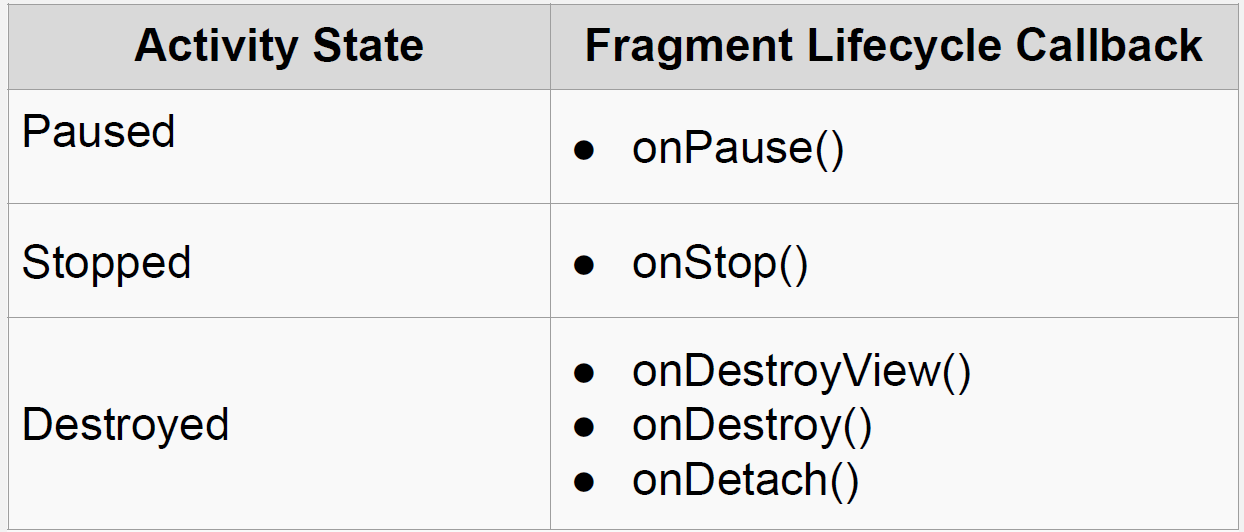 Activity State Fragment Lifecycle Callback
Paused ● onPause()
Stopped ● onStop()
● onDestroyView()
Destroyed ● onDestroy()
● onDetach()